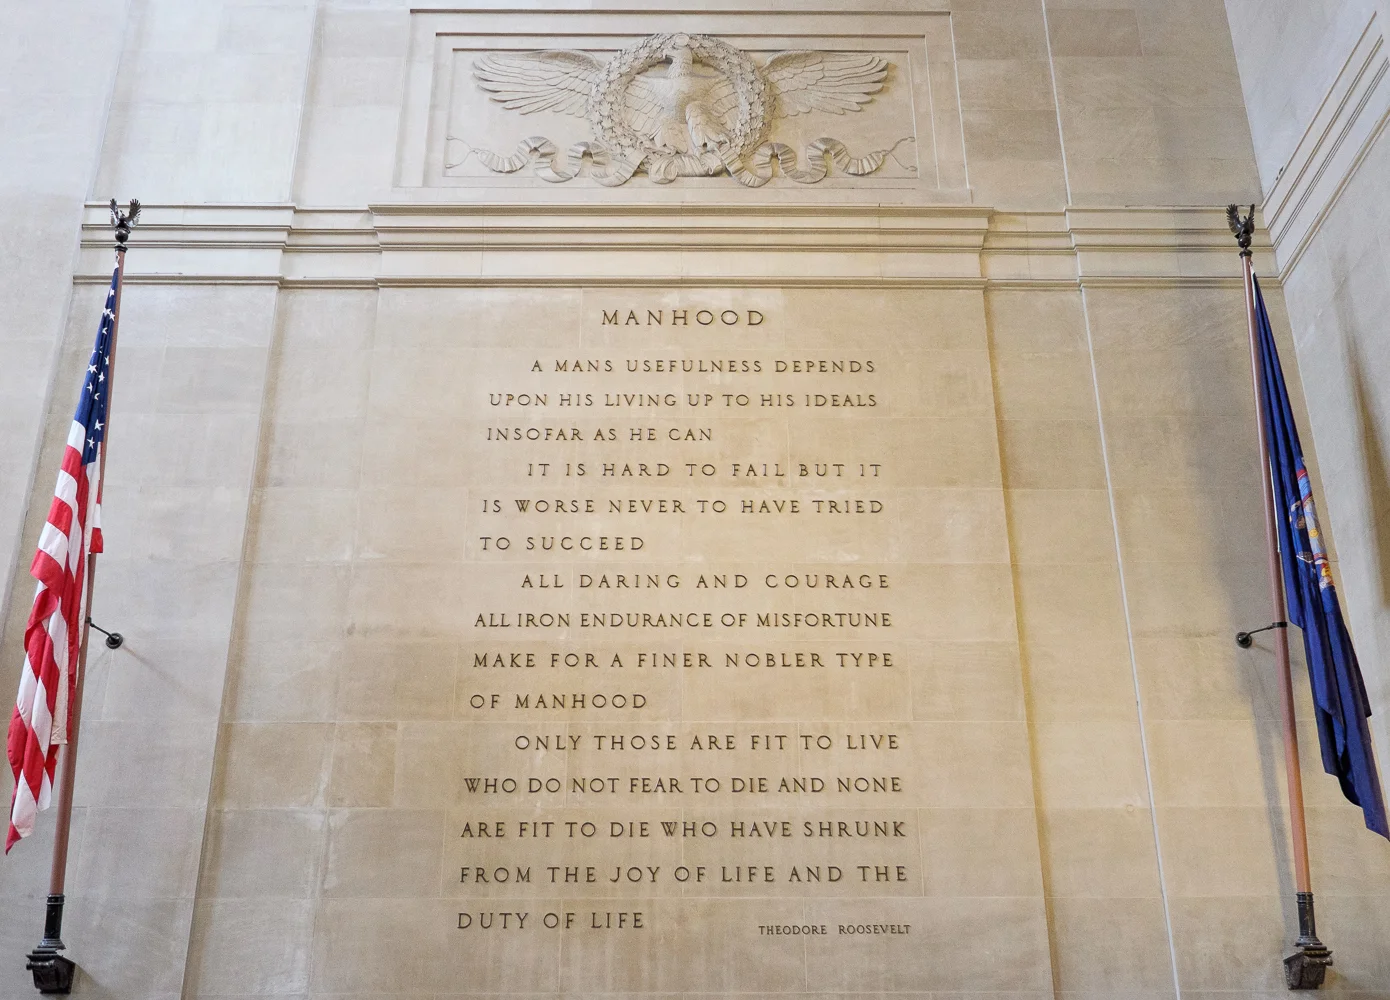 MANHOOD
A MANS USEFULNESS DEPENDS
UPON HIS LIVING UP TO HIS IDEALS
INSOFAR AS HE CAN
IT IS HARD TO FAIL BUT IT
IS WORSE NEVER TO HAVE TRIED
TO SUCCEED
ALL DARING AND COURAGE
ALL IRON ENDURANCE OF MISFORTUNE
MAKE FOR A FINER NOBLER TYPE
OF MANHOOD
ONLY THOSE ARE FIT TO LIVE
WHO DO NOT FEAR TO DIE AND NONE
ARE FIT TO DIE WHO HAVE SHRUNK
FROM THE JOY OF LIFE AND THE
DUTY OF LIFE
THEODORE ROOSEVELT